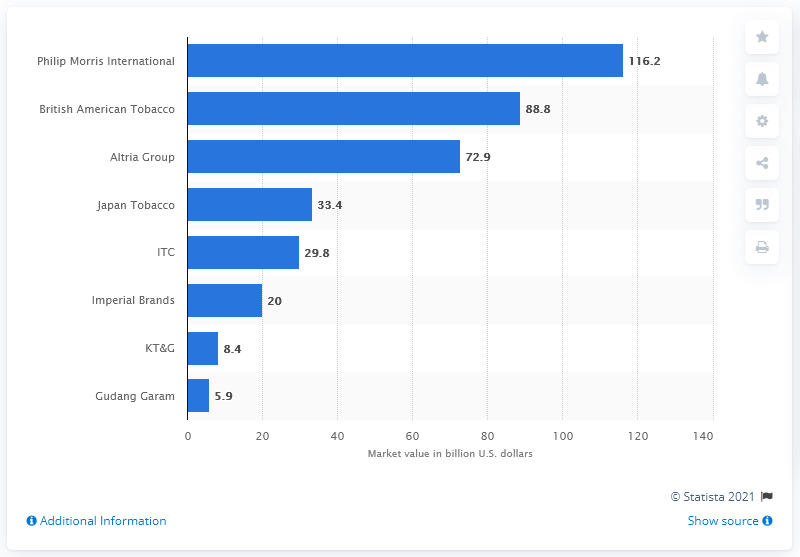 Philip Morris International 116.2
British American Tobacco 88.8
Altria Group 72.9
Japan Tobacco 33.4
ITC 29.8
Imperial Brands 20
KT&G 8.4
Gudang Garam 5.9
0 20 40 60 80 100 120 140
Market value in billion U.S. dollars
© Statista 2021
Additional Information Show source